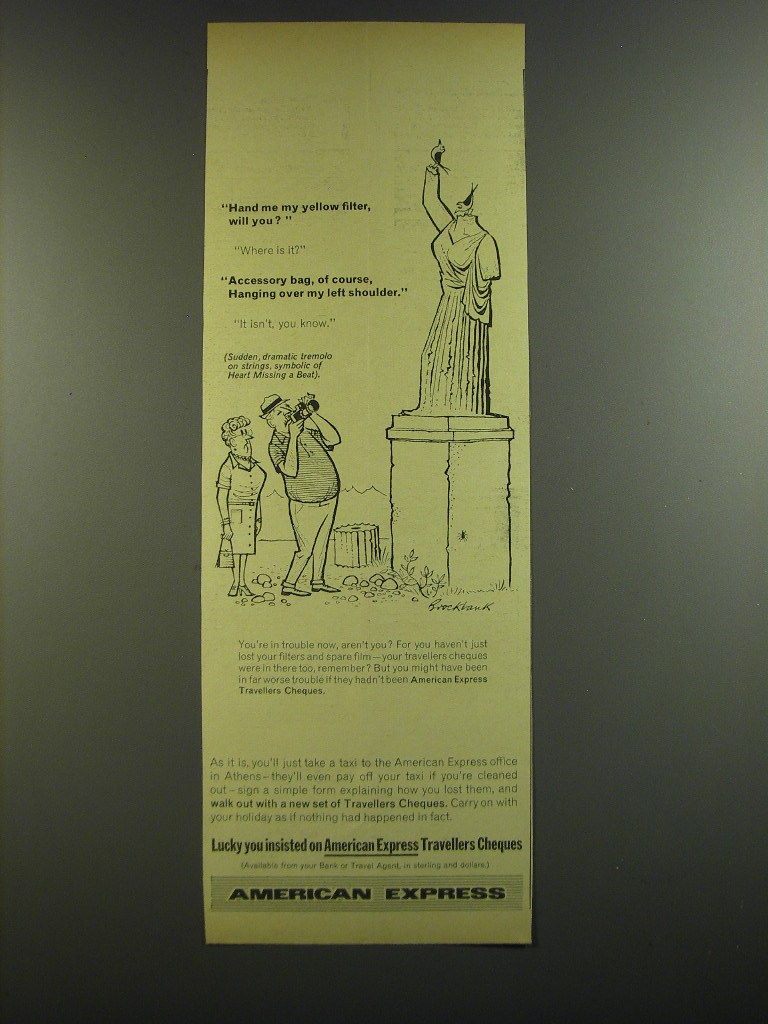 "Hand me my yellow filter,
will you?"
"Where is it?"
"Accessory bag, of course,
Hanging over my left shoulder."
"It isn't, you know."
(Sudden, dramatic tremolo
on strings, symbolic of
Heart Missing a Beat).
Brockbank
You're in trouble now, aren't you? For you haven't just
lost your filters and spare film—your travellers cheques
were in there too, remember? But you might have been
in far worse trouble if they hadn't been American Express
Travellers Cheques.
As it is, you'll just take a taxi to the American Express office
in Athens—they'll even pay off your taxi if you're cleaned
out—sign a simple form explaining how you lost them, and
walk out with a new set of Travellers Cheques. Carry on with
your holiday as if nothing had happened in fact.
Lucky you insisted on American Express Travellers Cheques
(Available from your Bank or Travel Agent, in sterling and dollars.)
AMERICAN EXPRESS